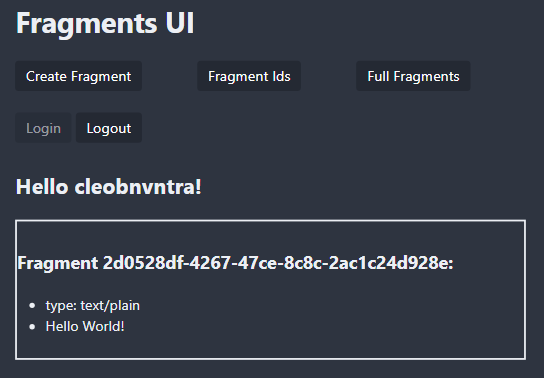 Fragments UI
Create Fragment Fragment Ids Full Fragments
Login Logout
Hello cleobnvntra!
Fragment 2d0528df-4267-47ce-8c8c-2ac1c24d928e:
type: text/plain
Hello World!